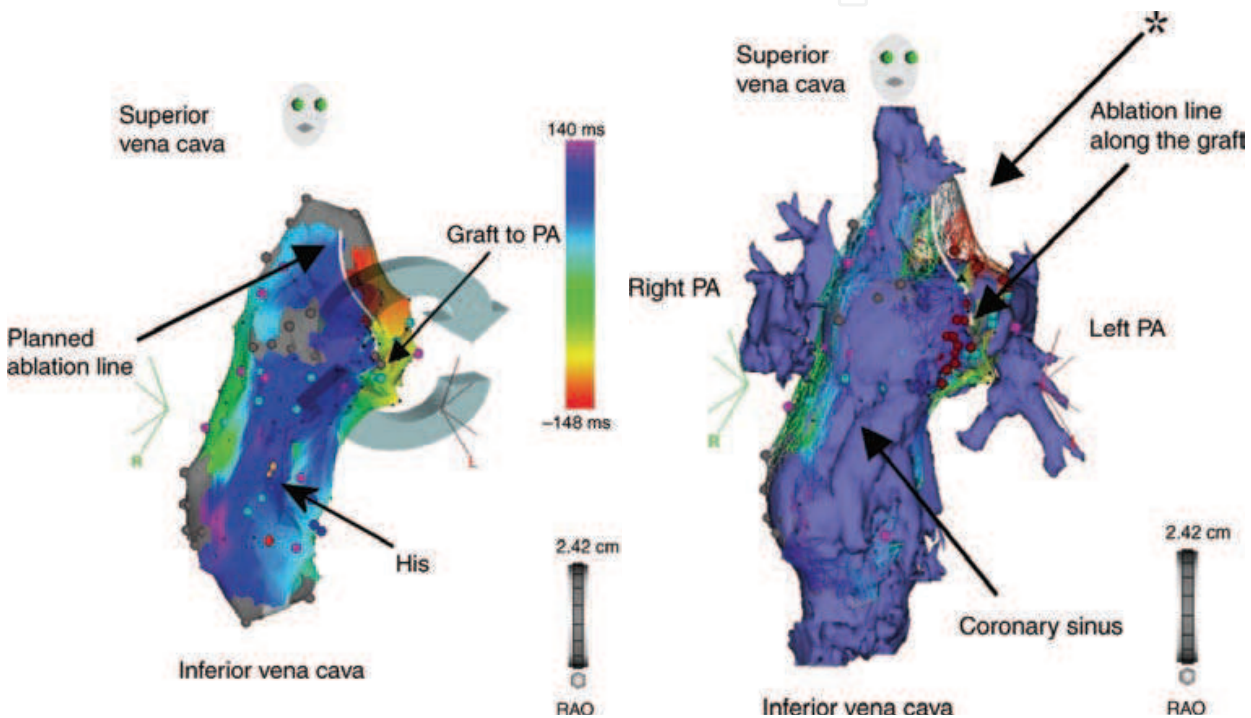 Superior
vena cava
140 ms
Graft to PA
Planned
ablation line
−148 ms
R
L
His
2.42 cm
Inferior vena cava
RAO
*
Superior
vena cava
Ablation line
along the graft
Right PA
Left PA
R
L
2.42 cm
Coronary sinus
Inferior vena cava
RAO